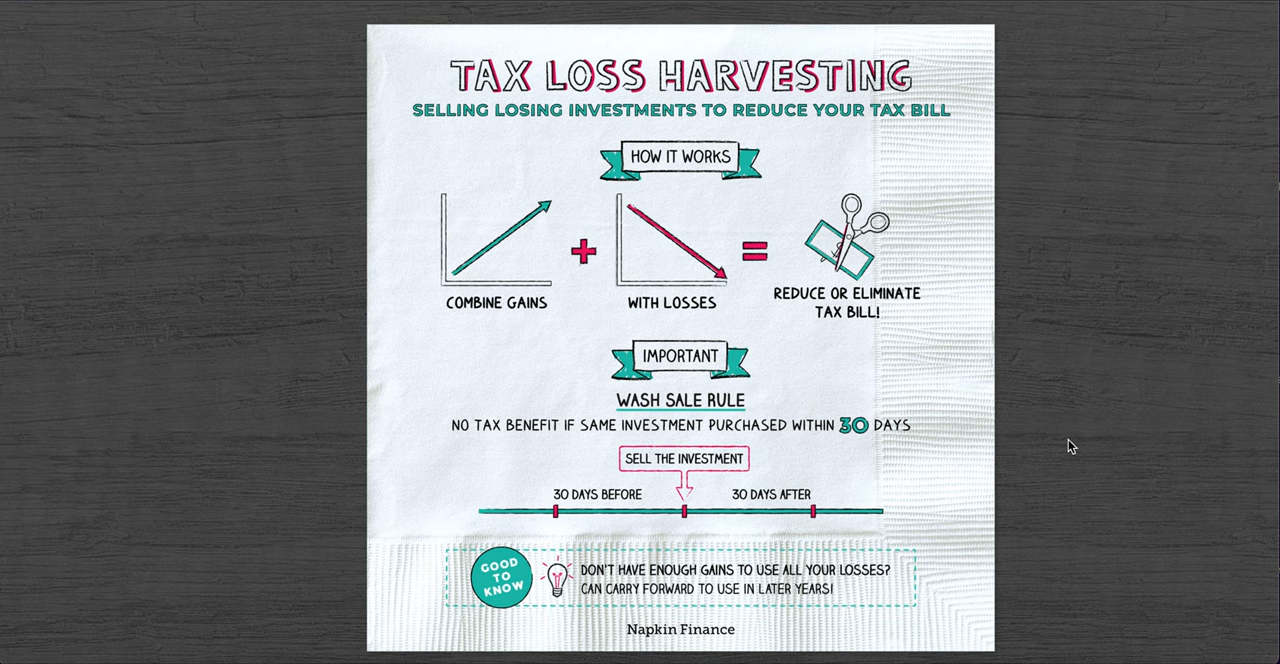 TAX LOSS HARVESTING
SELLING LOSING INVESTMENTS TO REDUCE YOUR TAX BILL
HOW IT WORKS
COMBINE GAINS
WITH LOSSES
REDUCE OR ELIMINATE
TAX BILL!
IMPORTANT
WASH SALE RULE
NO TAX BENEFIT IF SAME INVESTMENT PURCHASED WITHIN 30 DAYS
SELL THE INVESTMENT
30 DAYS BEFORE
30 DAYS AFTER
GOOD
TO
KNOW
DON'T HAVE ENOUGH GAINS TO USE ALL YOUR LOSSES?
CAN CARRY FORWARD TO USE IN LATER YEARS!
Napkin Finance